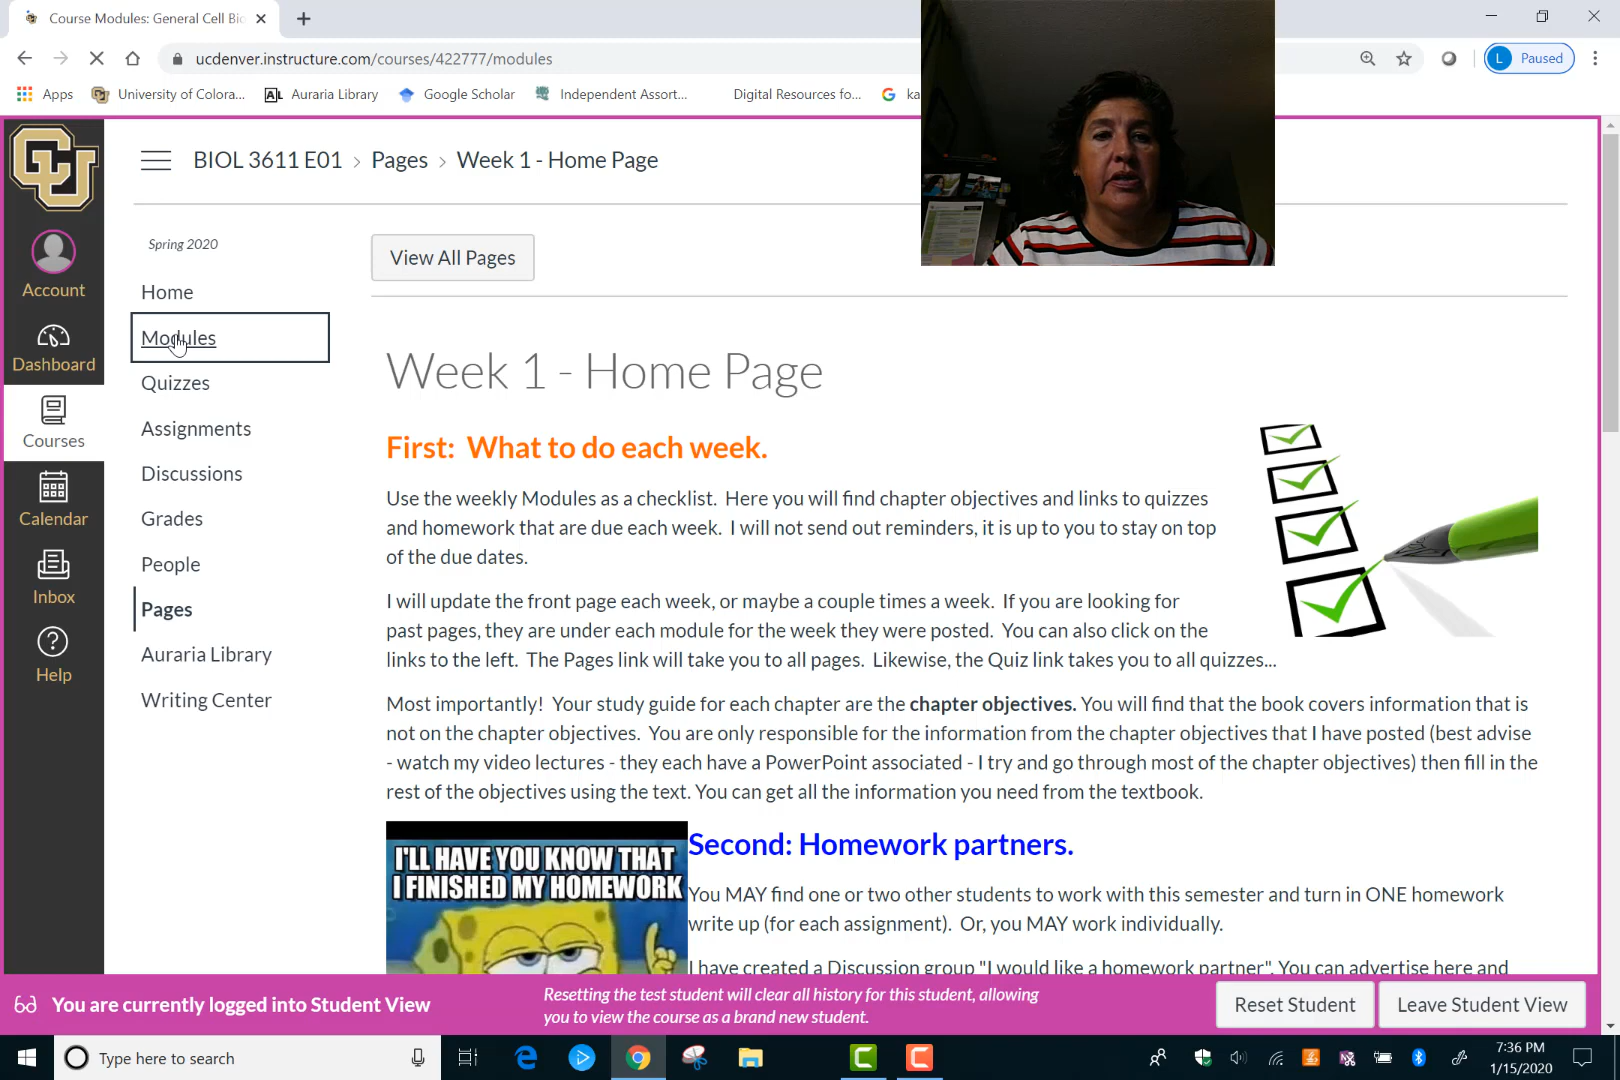 Course Modules: General Cell Bio
ucdenver.instructure.com/courses/422777/modules
L Paused
Apps
University of Colora...
Auraria Library
Google Scholar
Independent Assort...
Digital Resources fo...
ka
CU
BIOL 3611 E01 › Pages › Week 1 - Home Page
Spring 2020
View All Pages
Account
Dashboard
Courses
Calendar
Inbox
Help
Home
Modules
Quizzes
Assignments
Discussions
Grades
People
Pages
Auraria Library
Writing Center
Week 1 - Home Page
First:  What to do each week.
Use the weekly Modules as a checklist.  Here you will find chapter objectives and links to quizzes
and homework that are due each week.  I will not send out reminders, it is up to you to stay on top
of the due dates.
I will update the front page each week, or maybe a couple times a week.  If you are looking for
past pages, they are under each module for the week they were posted.  You can also click on the
links to the left.  The Pages link will take you to all pages.  Likewise, the Quiz link takes you to all quizzes...
Most importantly!  Your study guide for each chapter are the chapter objectives. You will find that the book covers information that is
not on the chapter objectives.  You are only responsible for the information from the chapter objectives that I have posted (best advise
- watch my video lectures - they each have a PowerPoint associated - I try and go through most of the chapter objectives) then fill in the
rest of the objectives using the text. You can get all the information you need from the textbook.
I'LL HAVE YOU KNOW THAT
I FINISHED MY HOMEWORK
Second: Homework partners.
You MAY find one or two other students to work with this semester and turn in ONE homework
write up (for each assignment).  Or, you MAY work individually.
I have created a Discussion group "I would like a homework partner". You can advertise here and
You are currently logged into Student View
Resetting the test student will clear all history for this student, allowing
you to view the course as a brand new student.
Reset Student
Leave Student View
Type here to search
7:36 PM
1/15/2020